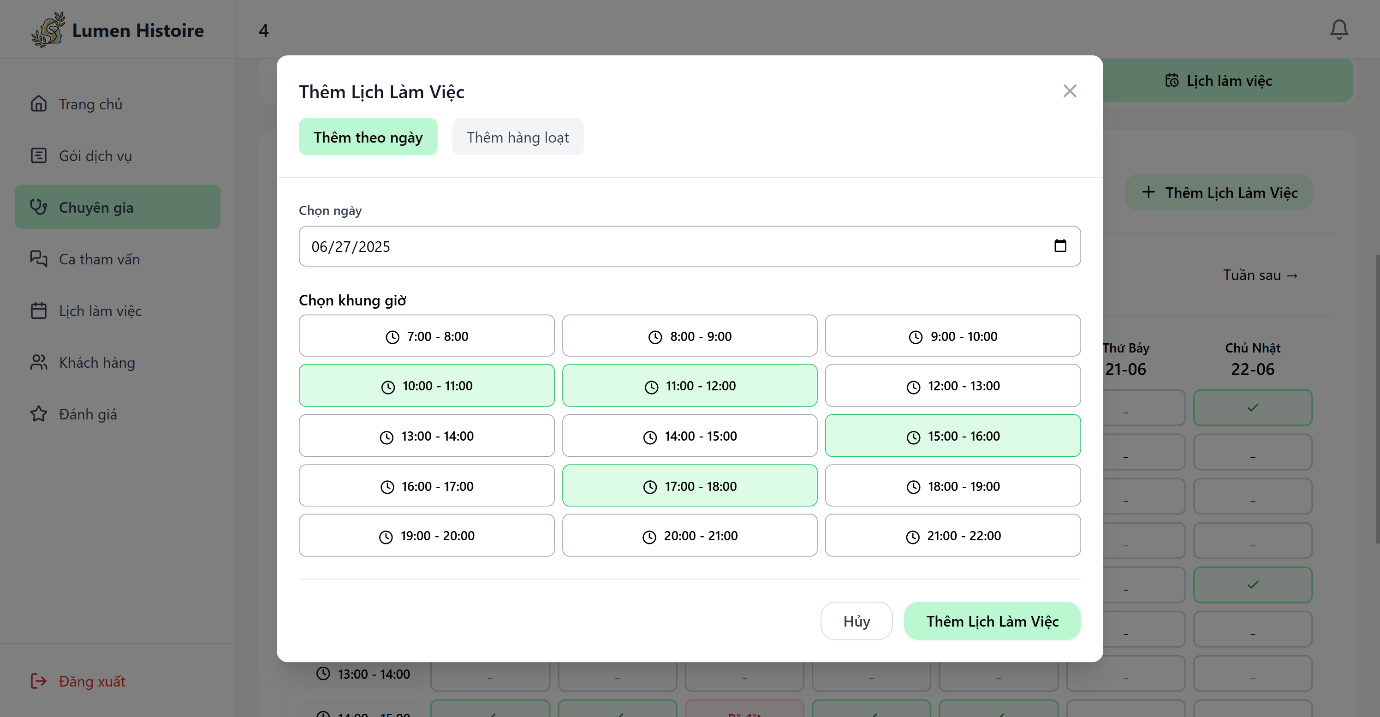 Lumen Histoire
4
Trang chủ
Gói dịch vụ
Chuyên gia
Ca tham vấn
Lịch làm việc
Khách hàng
Đánh giá
Đăng xuất
Lịch làm việc
+ Thêm Lịch Làm Việc
Tuần sau →
Thứ Bảy Chủ Nhật
21-06 22-06
Thêm Lịch Làm Việc
Thêm theo ngày Thêm hàng loạt
Chọn ngày
06/27/2025
Chọn khung giờ
7:00 - 8:00 8:00 - 9:00 9:00 - 10:00
10:00 - 11:00 11:00 - 12:00 12:00 - 13:00
13:00 - 14:00 14:00 - 15:00 15:00 - 16:00
16:00 - 17:00 17:00 - 18:00 18:00 - 19:00
19:00 - 20:00 20:00 - 21:00 21:00 - 22:00
Hủy Thêm Lịch Làm Việc
13:00 - 14:00